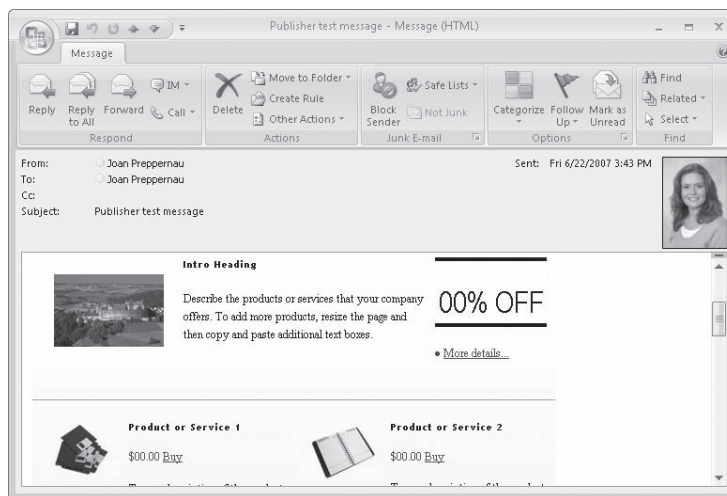 Publisher test message - Message (HTML)
Message
Reply
Reply to All
Forward
IM
Call
Respond
Delete
Move to Folder
Create Rule
Other Actions
Actions
Block Sender
Safe Lists
Not Junk
Junk E-mail
Categorize
Follow Up
Mark as Unread
Options
Find
Related
Select
Find
From: Joan Preppernau
Sent: Fri 6/22/2007 3:43 PM
To: Joan Preppernau
Cc:
Subject: Publisher test message
Intro Heading
Describe the products or services that your company
offers. To add more products, resize the page and
then copy and paste additional text boxes.
00% OFF
• More details...
Product or Service 1
$00.00 Buy
Product or Service 2
$00.00 Buy